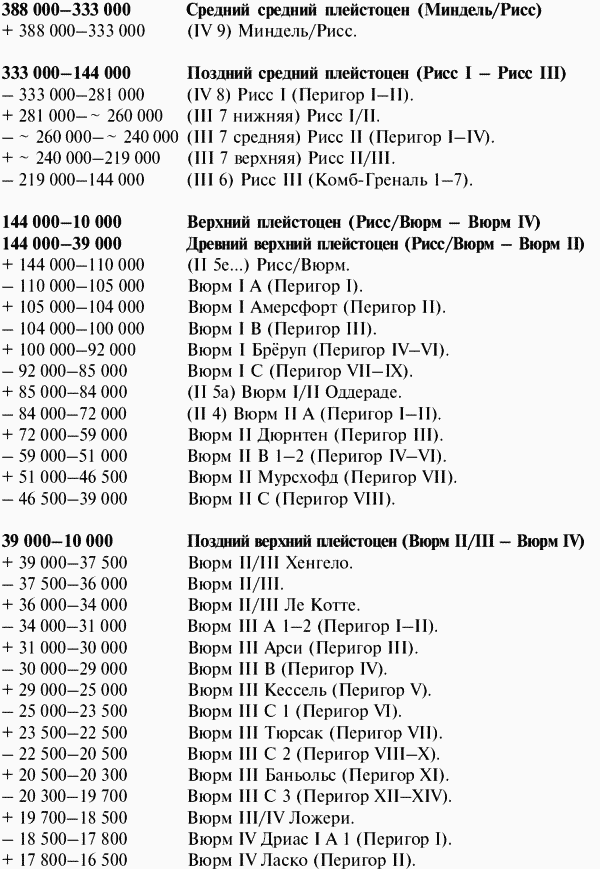 388 000–333 000 Средний средний плейстоцен (Миндель/Рисс)
+ 388 000–333 000 (IV 9) Миндель/Рисс.
333 000–144 000 Поздний средний плейстоцен (Рисс I – Рисс III)
– 333 000–281 000 (IV 8) Рисс I (Перигор I–II).
+ 281 000– ~ 260 000 (III 7 нижняя) Рисс I/II.
– ~ 260 000– ~ 240 000 (III 7 средняя) Рисс II (Перигор I–IV).
+ ~ 240 000–219 000 (III 7 верхняя) Рисс II/III.
– 219 000–144 000 (III 6) Рисс III (Комб-Греналь 1–7).
144 000–10 000 Верхний плейстоцен (Рисс/Вюрм – Вюрм IV)
144 000–39 000 Древний верхний плейстоцен (Рисс/Вюрм – Вюрм II)
+ 144 000–110 000 (II 5e...) Рисс/Вюрм.
– 110 000–105 000 Вюрм I A (Перигор I).
+ 105 000–104 000 Вюрм I Амерсфорт (Перигор II).
– 104 000–100 000 Вюрм I B (Перигор III).
+ 100 000–92 000 Вюрм I Брёруп (Перигор IV–VI).
– 92 000–85 000 Вюрм I C (Перигор VII–IX).
+ 85 000–84 000 (II 5a) Вюрм I/II Оддераде.
– 84 000–72 000 (II 4) Вюрм II A (Перигор I–II).
+ 72 000–59 000 Вюрм II Дюрнтен (Перигор III).
– 59 000–51 000 Вюрм II B 1–2 (Перигор IV–VI).
+ 51 000–46 500 Вюрм II Мурсхофд (Перигор VII).
– 46 500–39 000 Вюрм II C (Перигор VIII).
39 000–10 000 Поздний верхний плейстоцен (Вюрм II/III – Вюрм IV)
+ 39 000–37 500 Вюрм II/III Хенгело.
– 37 500–36 000 Вюрм II/III.
+ 36 000–34 000 Вюрм II/III Ле Котте.
– 34 000–31 000 Вюрм III A 1–2 (Перигор I–II).
+ 31 000–30 000 Вюрм III Арси (Перигор III).
– 30 000–29 000 Вюрм III B (Перигор IV).
+ 29 000–25 000 Вюрм III Кессель (Перигор V).
– 25 000–23 500 Вюрм III C 1 (Перигор VI).
+ 23 500–22 500 Вюрм III Тюрсак (Перигор VII).
– 22 500–20 500 Вюрм III C 2 (Перигор VIII–X).
+ 20 500–20 300 Вюрм III Баньольс (Перигор XI).
– 20 300–19 700 Вюрм III C 3 (Перигор XII–XIV).
+ 19 700–18 500 Вюрм III/IV Ложери.
– 18 500–17 800 Вюрм IV Дриас I A 1 (Перигор I).
+ 17 800–16 500 Вюрм IV Ласко (Перигор II).